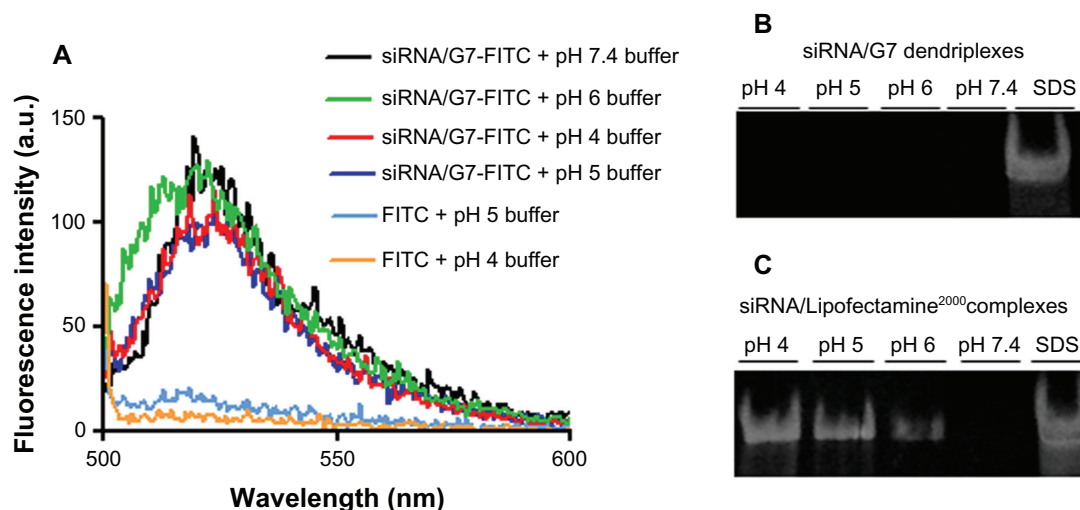 A
siRNA/G7-FITC + pH 7.4 buffer
siRNA/G7-FITC + pH 6 buffer
siRNA/G7-FITC + pH 4 buffer
siRNA/G7-FITC + pH 5 buffer
FITC + pH 5 buffer
FITC + pH 4 buffer
Fluorescence intensity (a.u.)
150
100
50
0
500 550 600
Wavelength (nm)
B
siRNA/G7 dendriplexes
pH 4 pH 5 pH 6 pH 7.4 SDS
C
siRNA/Lipofectamine²⁰⁰⁰complexes
pH 4 pH 5 pH 6 pH 7.4 SDS